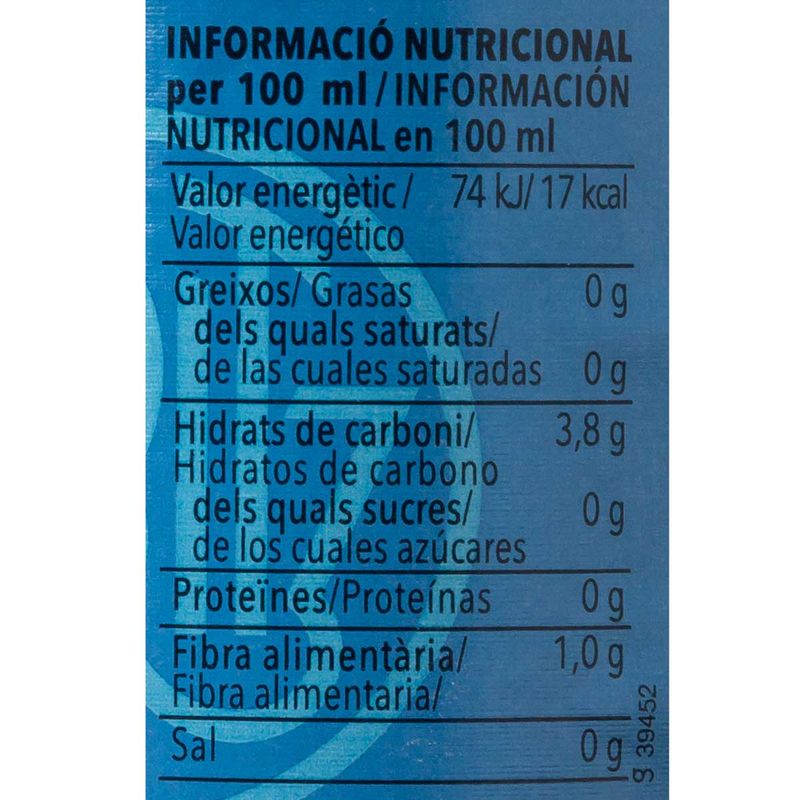 INFORMACIÓ NUTRICIONAL
per 100 ml/INFORMACIÓN
NUTRICIONAL en 100 ml
Valor energètic/ 74 kJ/17 kcal
Valor energético
Greixos/ Grasas 0 g
dels quals saturats/
de las cuales saturadas 0 g
Hidrats de carboni/ 3,8 g
Hidratos de carbono
dels quals sucres/ 0 g
de los cuales azúcares
Proteïnes/Proteínas 0 g
Fibra alimentària/ 1,0 g
Fibra alimentaria/
Sal 0 g
39452